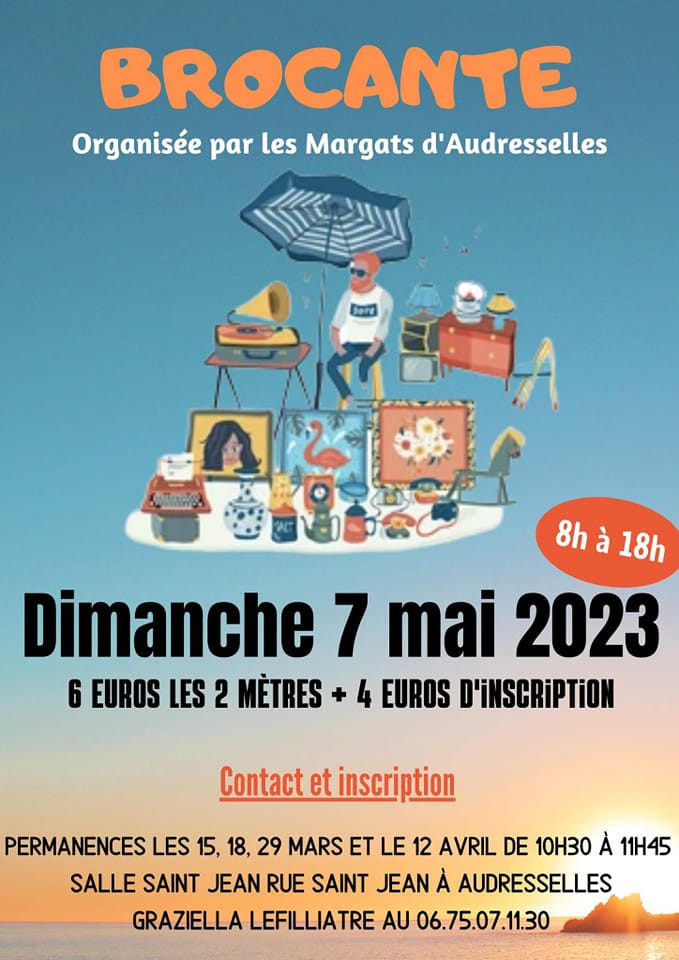 BROCANTE
Organisée par les Margats d'Audresselles
SALT
8h à 18h
Dimanche 7 mai 2023
6 EUROS LES 2 MÈTRES + 4 EUROS D'iNSCRiPTiON
Contact et inscription
PERMANENCES LES 15, 18, 29 MARS ET LE 12 AVRIL DE 10H30 À 11H45
SALLE SAINT JEAN RUE SAINT JEAN À AUDRESSELLES
GRAZIELLA LEFILLIATRE AU 06.75.07.11.30